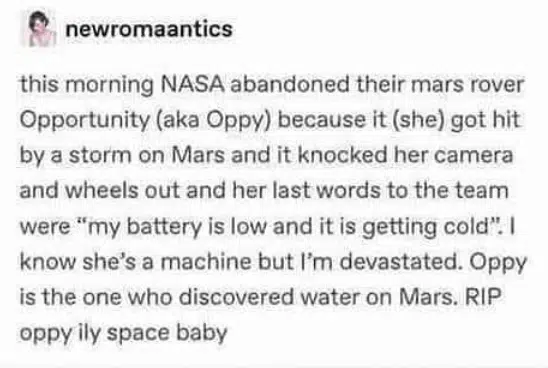 newromaantics
this morning NASA abandoned their mars rover
Opportunity (aka Oppy) because it (she) got hit
by a storm on Mars and it knocked her camera
and wheels out and her last words to the team
were “my battery is low and it is getting cold”. I
know she's a machine but I'm devastated. Oppy
is the one who discovered water on Mars. RIP
oppy ily space baby